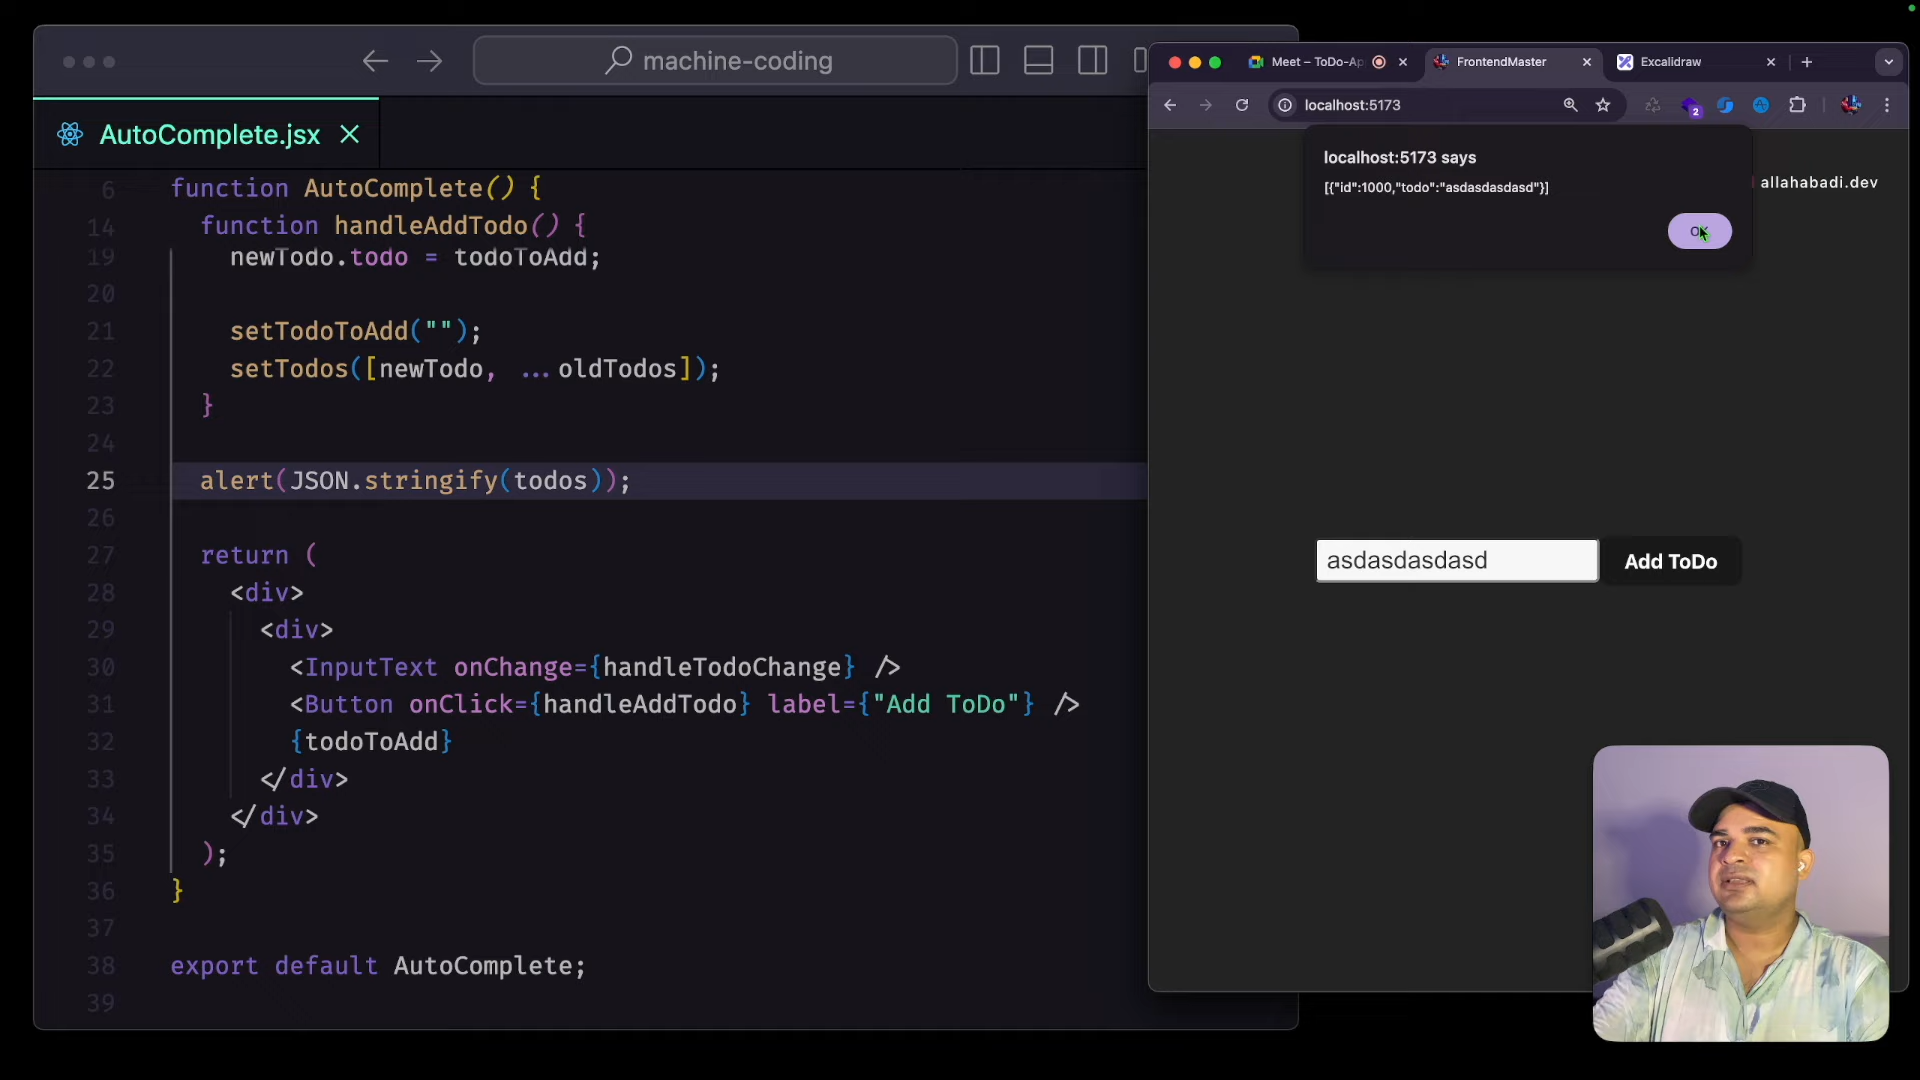 machine-coding
AutoComplete.jsx
6 function AutoComplete() {
14 function handleAddTodo() {
19 newTodo.todo = todoToAdd;
20
21 setTodoToAdd("");
22 setTodos([newTodo, ...oldTodos]);
23 }
24
25 alert(JSON.stringify(todos));
26
27 return (
28 <div>
29 <div>
30 <InputText onChange={handleTodoChange} />
31 <Button onClick={handleAddTodo} label={"Add ToDo"} />
32 {todoToAdd}
33 </div>
34 </div>
35 );
36 }
37
38 export default AutoComplete;
39
Meet – ToDo-Ap
FrontendMaster
Excalidraw
localhost:5173
2
localhost:5173 says
[{"id":1000,"todo":"asdasdasdasd"}]
allahabadi.dev
asdasdasdasd
Add ToDo